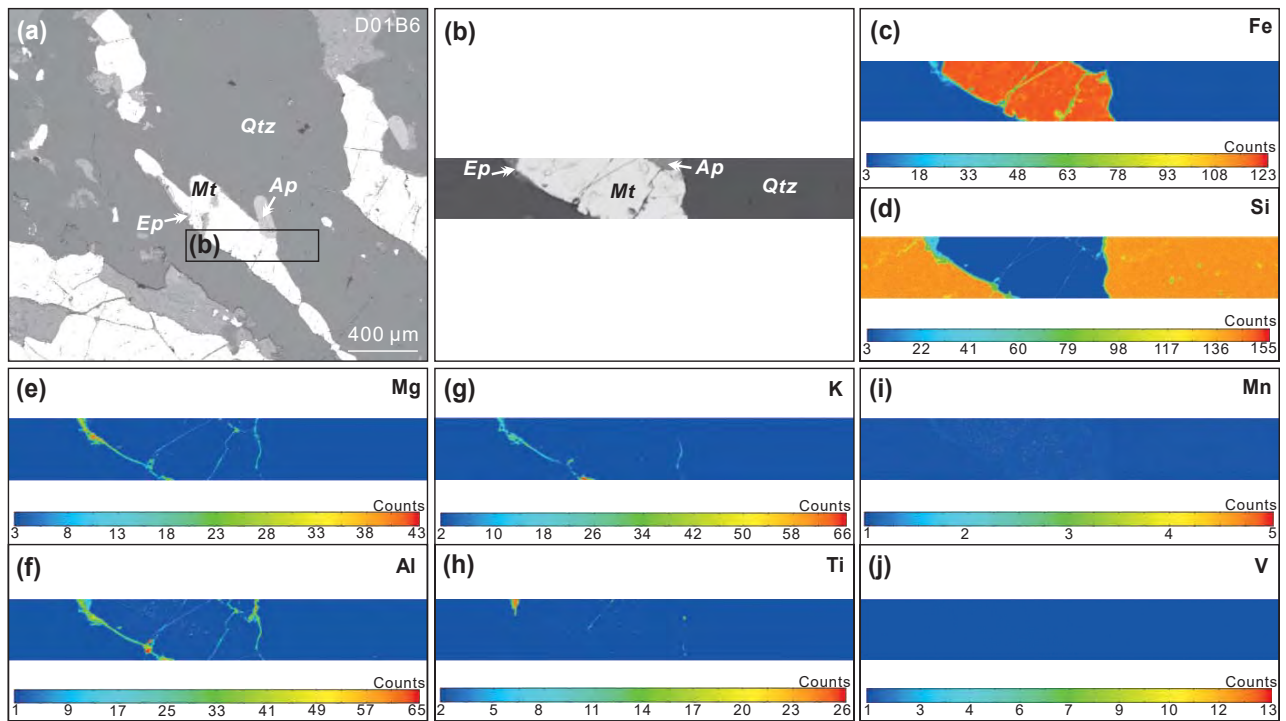 (a)
D01B6
Qtz
Mt
Ap
Ep
(b)
400 µm
(b)
Ep
Ap
Mt
Qtz
(c)
Fe
Counts
3 18 33 48 63 78 93 108 123
(d)
Si
Counts
3 22 41 60 79 98 117 136 155
(e)
Mg
Counts
3 8 13 18 23 28 33 38 43
(g)
K
Counts
2 10 18 26 34 42 50 58 66
(i)
Mn
Counts
1 2 3 4 5
(f)
Al
Counts
1 9 17 25 33 41 49 57 65
(h)
Ti
Counts
2 5 8 11 14 17 20 23 26
(j)
V
Counts
1 3 4 6 7 9 10 12 13